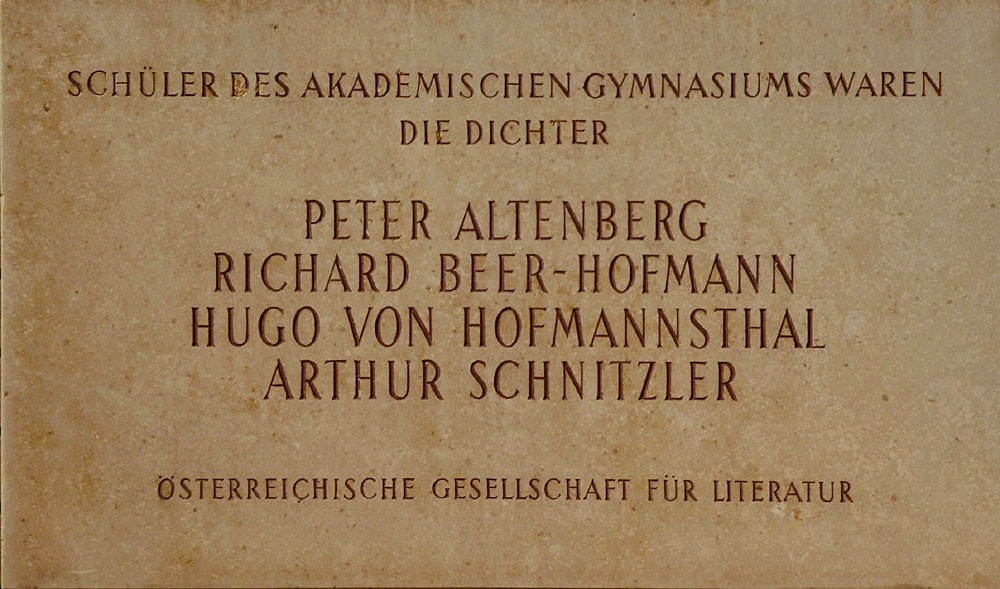 SCHÜLER DES AKADEMISCHEN GYMNASIUMS WAREN
DIE DICHTER
PETER ALTENBERG
RICHARD BEER-HOFMANN
HUGO VON HOFMANNSTHAL
ARTHUR SCHNITZLER
ÖSTERREICHISCHE GESELLSCHAFT FÜR LITERATUR